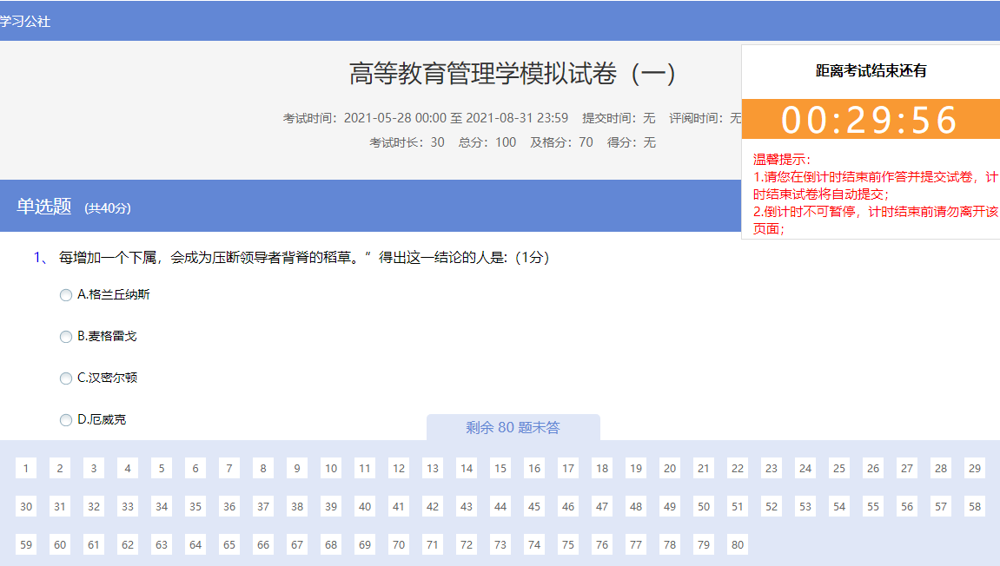 学习公社
高等教育管理学模拟试卷（一）
考试时间：2021-05-28 00:00 至 2021-08-31 23:59 提交时间：无 评阅时间：无
考试时长：30 总分：100 及格分：70 得分：无
距离考试结束还有
00:29:56
温馨提示：
1.请您在倒计时结束前作答并提交试卷，计
时结束试卷将自动提交；
2.倒计时不可暂停，计时结束前请勿离开该
页面；
单选题 (共40分)
1、 每增加一个下属，会成为压断领导者背脊的稻草。“ 得出这一结论的人是:（1分）
A.格兰丘纳斯
B.麦格雷戈
C.汉密尔顿
D.厄威克
剩余 80 题未答
1 2 3 4 5 6 7 8 9 10 11 12 13 14 15 16 17 18 19 20 21 22 23 24 25 26 27 28 29
30 31 32 33 34 35 36 37 38 39 40 41 42 43 44 45 46 47 48 49 50 51 52 53 54 55 56 57 58
59 60 61 62 63 64 65 66 67 68 69 70 71 72 73 74 75 76 77 78 79 80